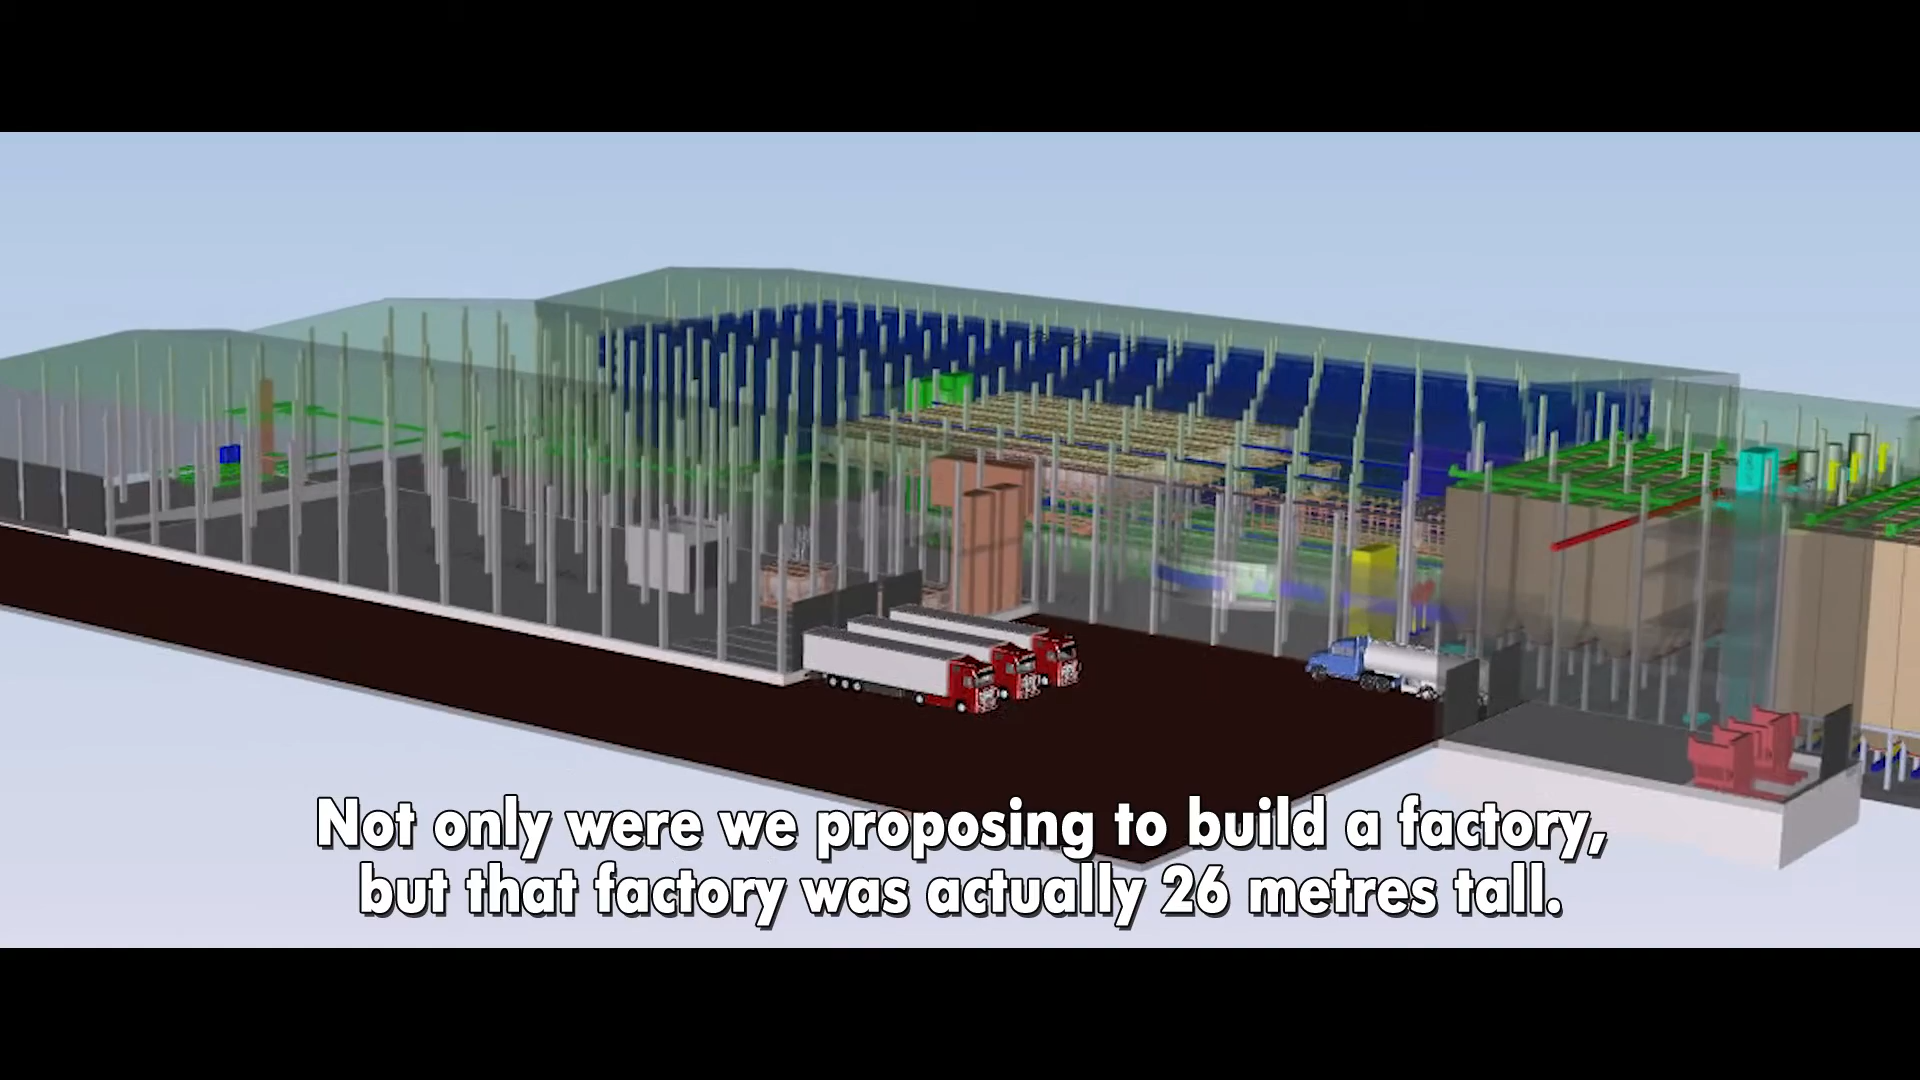 Not only were we proposing to build a factory,
but that factory was actually 26 metres tall.